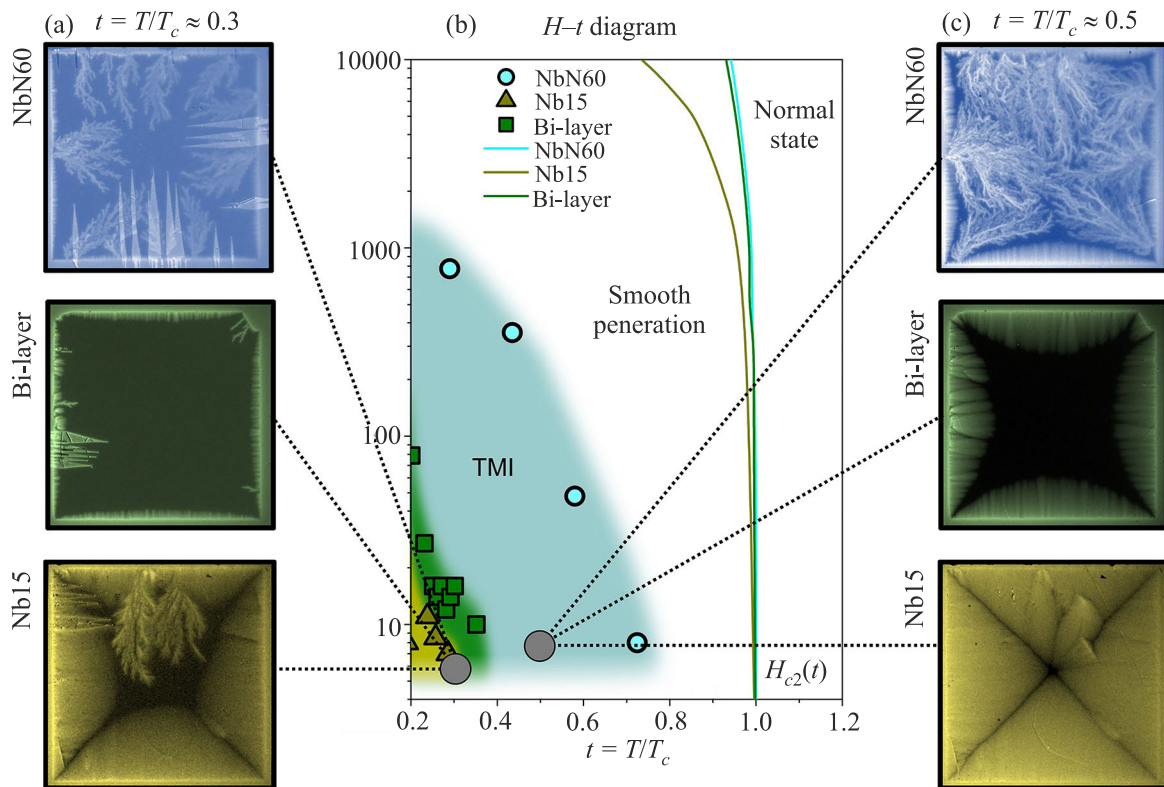 (a) t = T/Tc ≈ 0.3
(b)
H–t diagram
(c) t = T/Tc ≈ 0.5
NbN60
Bi-layer
Nb15
10000
1000
100
10
NbN60
Nb15
Bi-layer
NbN60
Nb15
Bi-layer
Normal
state
Smooth
peneration
TMI
Hc2(t)
0.2 0.4 0.6 0.8 1.0 1.2
t = T/Tc
NbN60
Bi-layer
Nb15